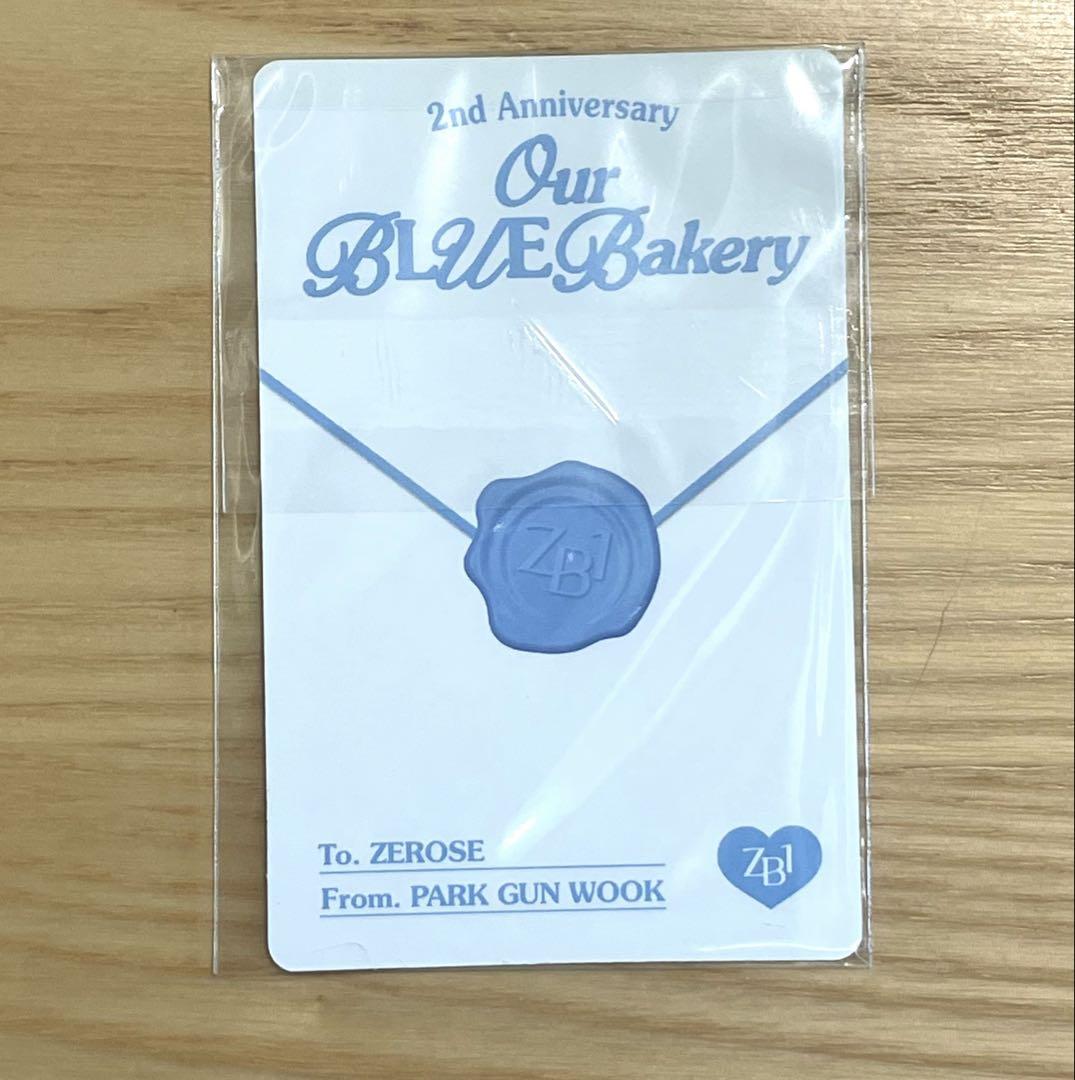 2nd Anniversary
Our
BLUE Bakery
ZB1
To. ZEROSE
From. PARK GUN WOOK
ZB1